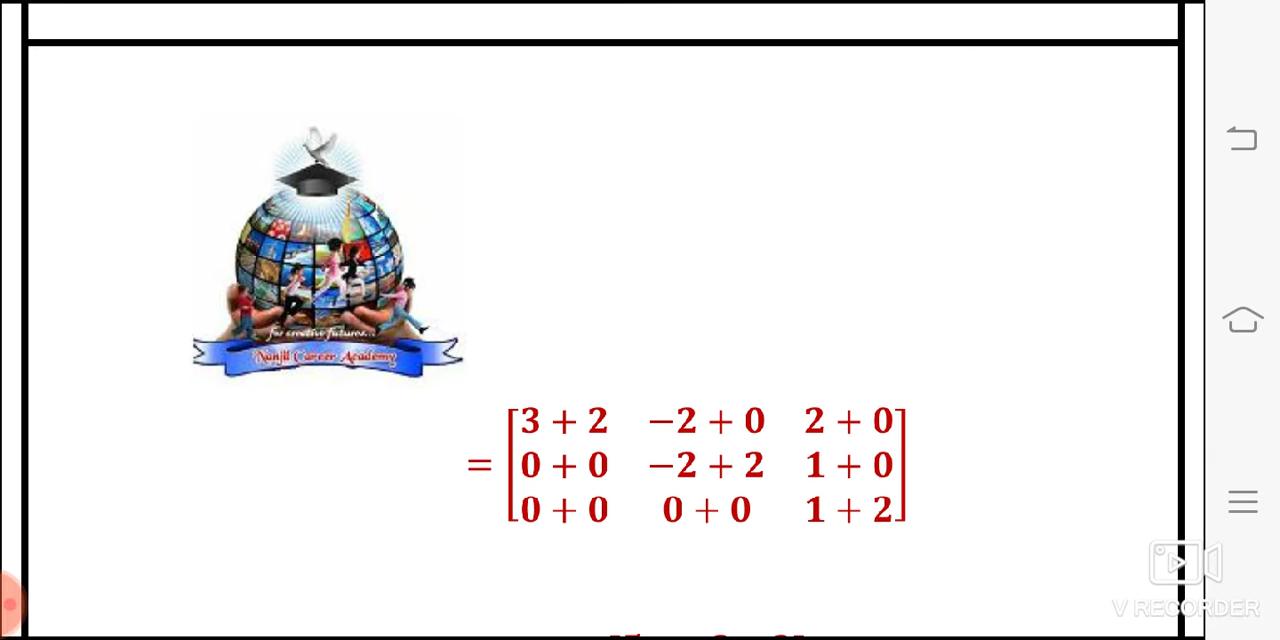 for creative futures...
Nanjil Career Academy
3 + 2 −2 + 0 2 + 0
= 0 + 0 −2 + 2 1 + 0
0 + 0 0 + 0 1 + 2
V RECORDER